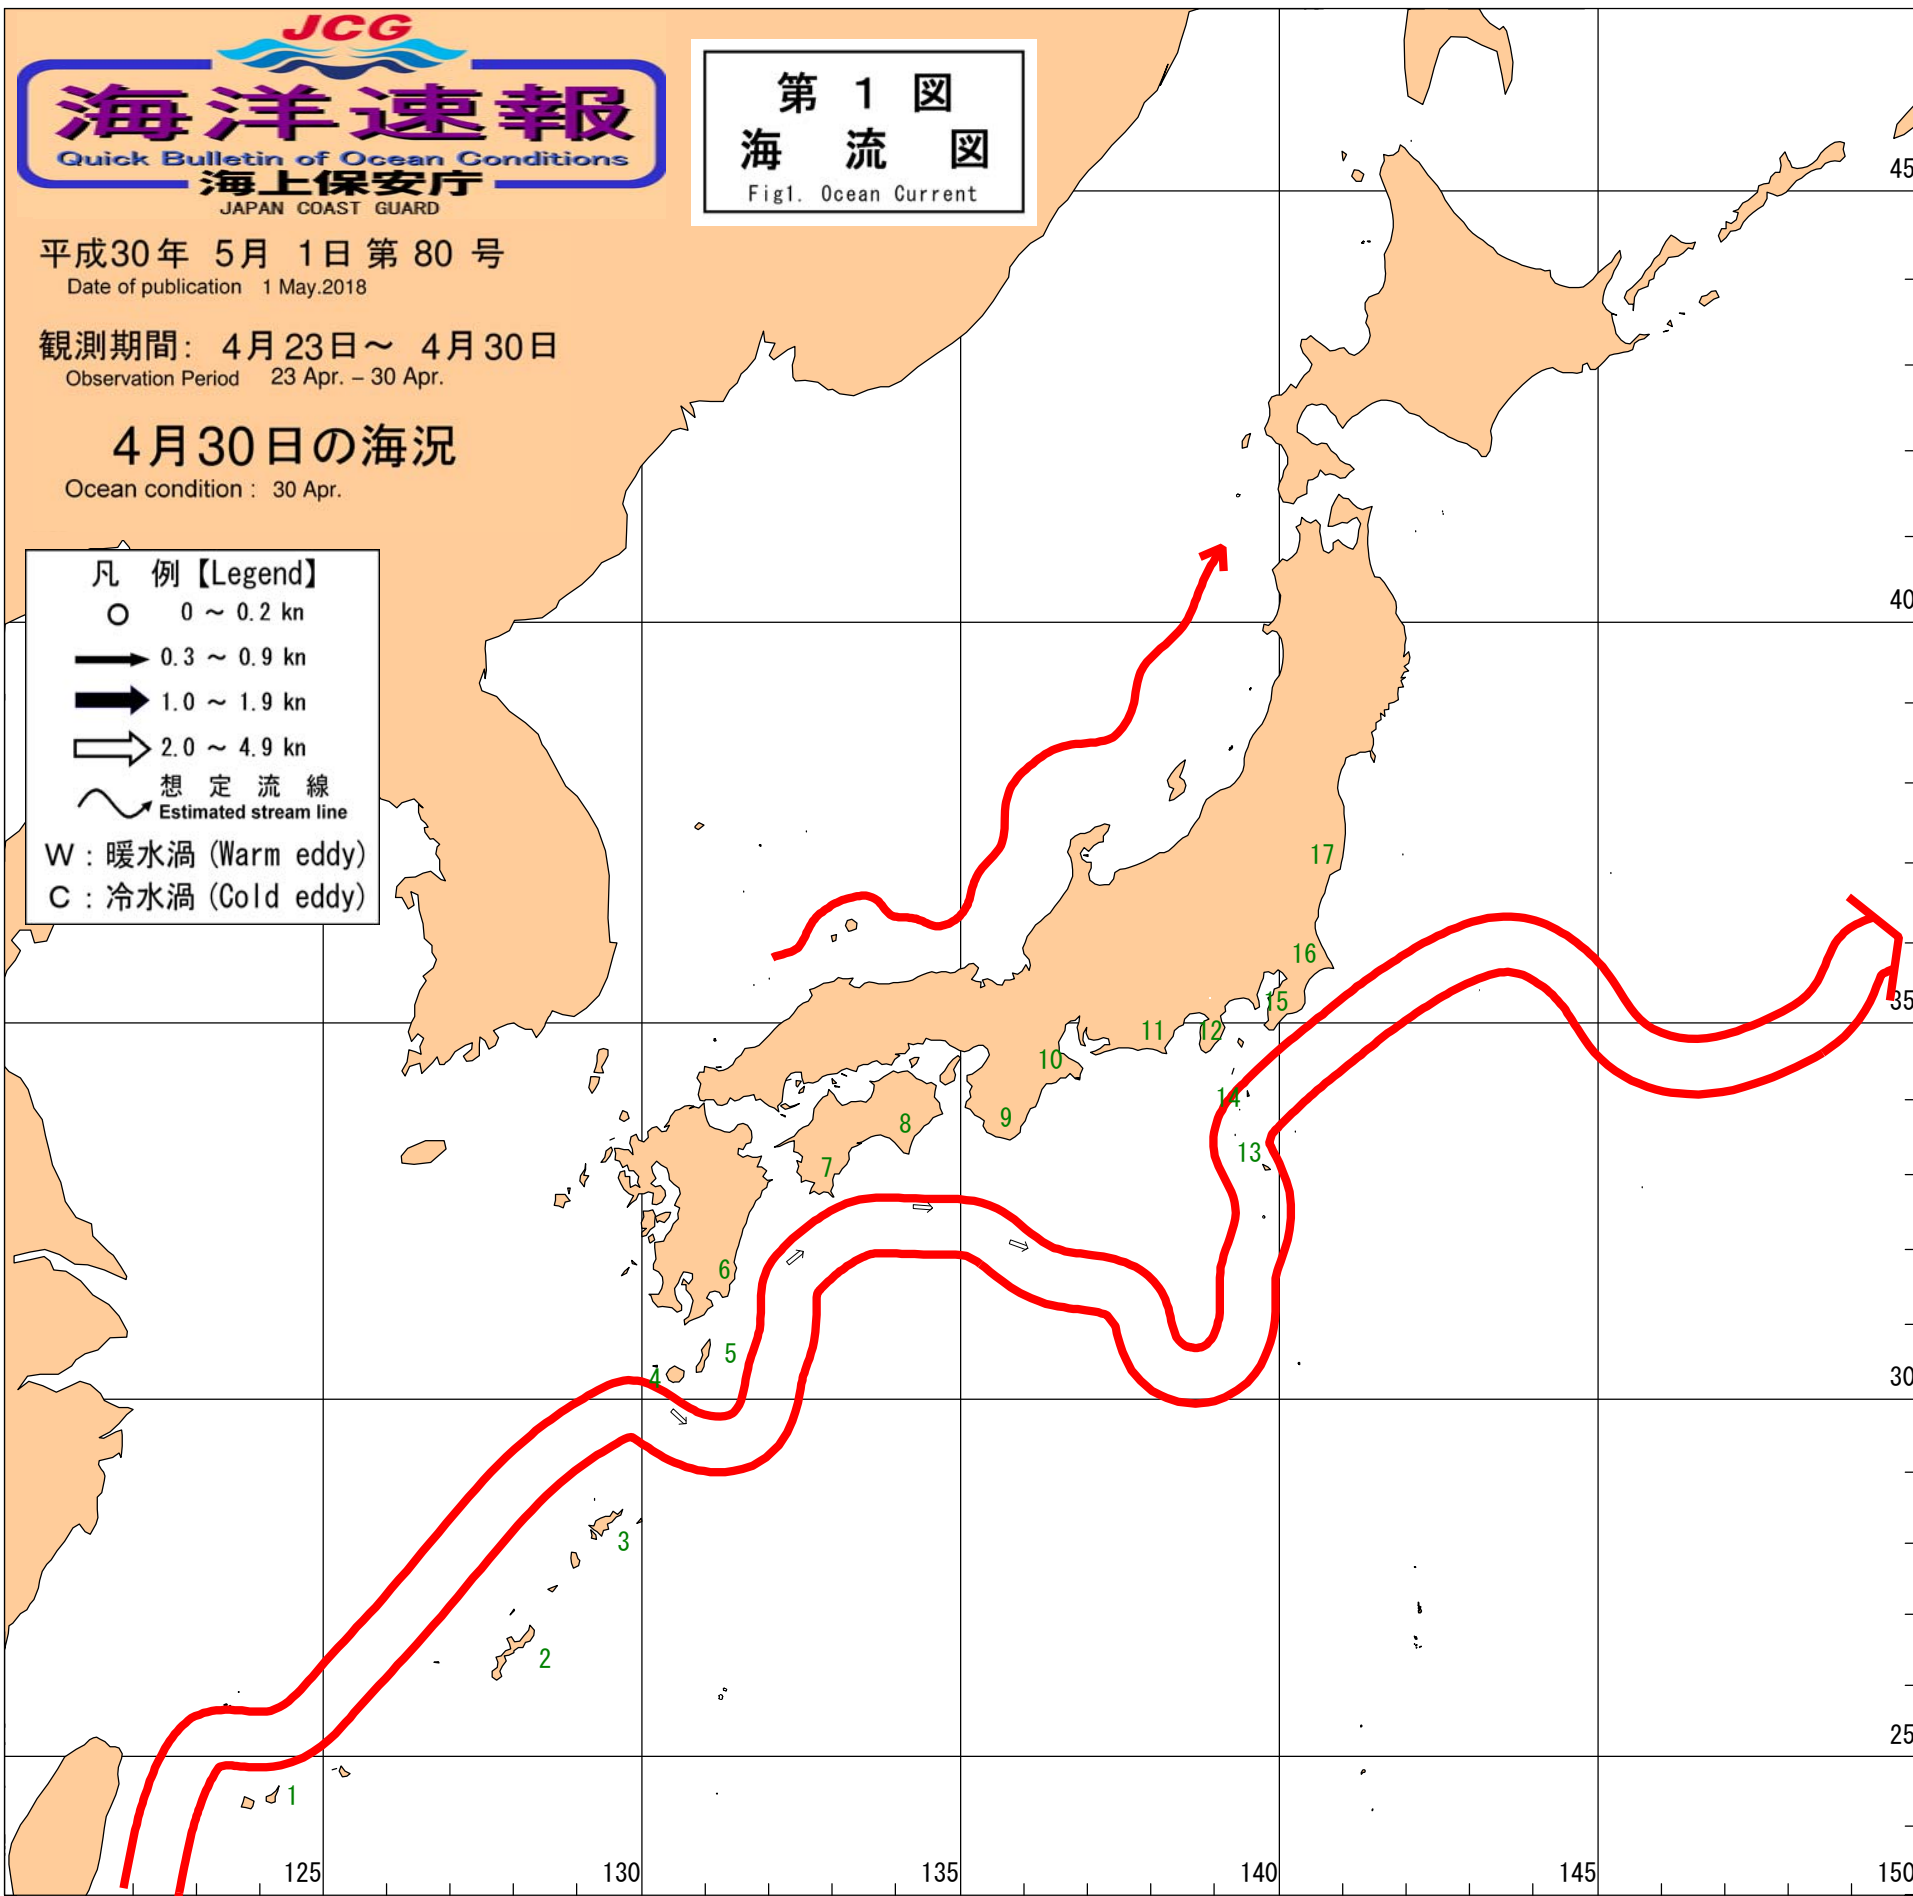 JCG
海洋速報
Quick Bulletin of Ocean Conditions
海上保安庁
JAPAN COAST GUARD
第 1 図
海 流 図
Fig1. Ocean Current
平成30年 5月 1日 第 80 号
Date of publication 1 May.2018
観測期間: 4月23日～ 4月30日
Observation Period 23 Apr. – 30 Apr.
4月30日の海況
Ocean condition : 30 Apr.
凡 例【Legend】
0 ～ 0.2 kn
0.3 ～ 0.9 kn
1.0 ～ 1.9 kn
2.0 ～ 4.9 kn
想 定 流 線
Estimated stream line
W : 暖水渦 (Warm eddy)
C : 冷水渦 (Cold eddy)
45
40
17
16
35
15
12
11
10
14
9
8
13
7
6
5
4
30
3
2
25
1
125
130
135
140
145
150